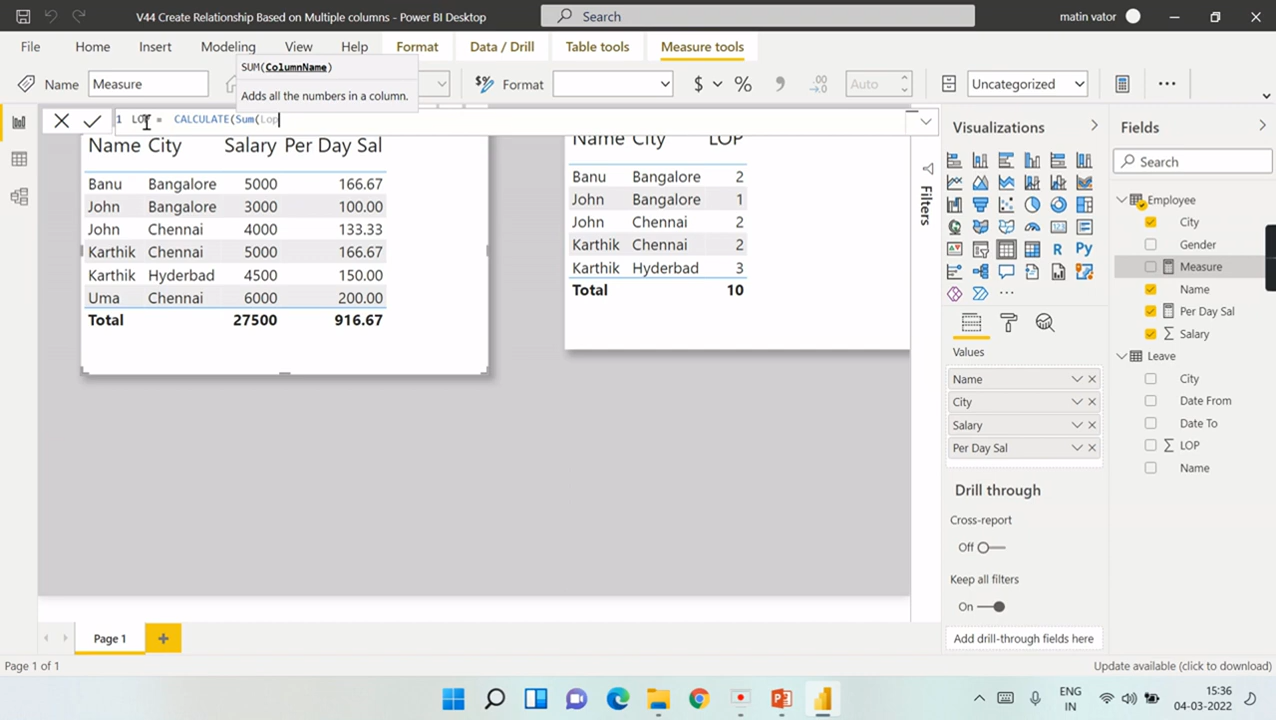 V44 Create Relationship Based on Multiple columns - Power BI Desktop
Search
matin vator
File Home Insert Modeling View Help Format Data / Drill Table tools Measure tools
SUM(ColumnName)
Adds all the numbers in a column.
Name Measure
Format
$ % , .00 Auto
Uncategorized
1 LOP = CALCULATE(Sum(Lop
Name City Salary Per Day Sal
Banu Bangalore 5000 166.67
John Bangalore 3000 100.00
John Chennai 4000 133.33
Karthik Chennai 5000 166.67
Karthik Hyderbad 4500 150.00
Uma Chennai 6000 200.00
Total 27500 916.67
Name City LOP
Banu Bangalore 2
John Bangalore 1
John Chennai 2
Karthik Chennai 2
Karthik Hyderbad 3
Total 10
Filters
Visualizations
R Py
Values
Name
City
Salary
Per Day Sal
Drill through
Cross-report
Off
Keep all filters
On
Add drill-through fields here
Fields
Search
Employee
City
Gender
Measure
Name
Per Day Sal
Salary
Leave
City
Date From
Date To
LOP
Name
Page 1
Page 1 of 1
Update available (click to download)
ENG
IN
15:36
04-03-2022